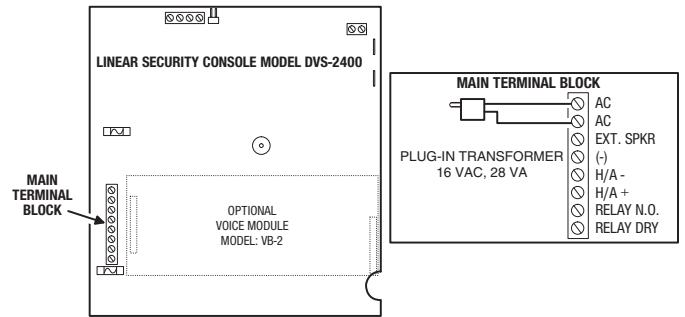 LINEAR SECURITY CONSOLE MODEL DVS-2400
MAIN
TERMINAL
BLOCK
OPTIONAL
VOICE MODULE
MODEL: VB-2
MAIN TERMINAL BLOCK
PLUG-IN TRANSFORMER
16 VAC, 28 VA
AC
AC
EXT. SPKR
(-)
H/A -
H/A +
RELAY N.O.
RELAY DRY